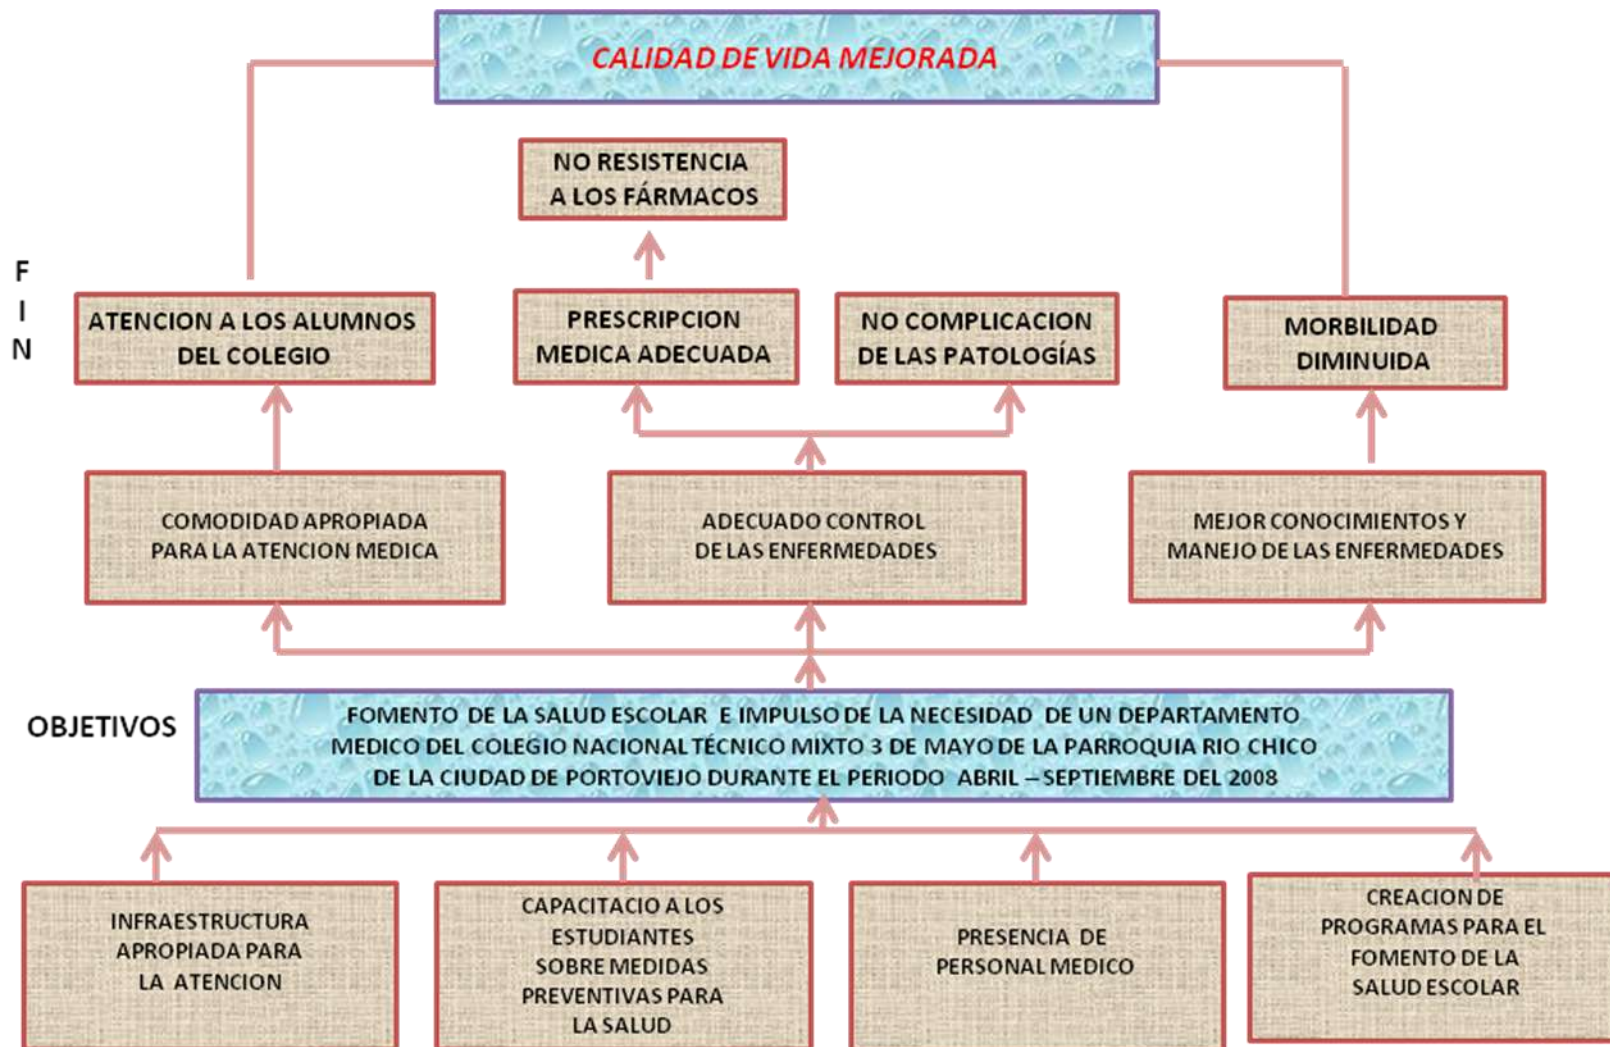 CALIDAD DE VIDA MEJORADA
NO RESISTENCIA
A LOS FÁRMACOS
F
I
N
ATENCION A LOS ALUMNOS
DEL COLEGIO
PRESCRIPCION
MEDICA ADECUADA
NO COMPLICACION
DE LAS PATOLOGÍAS
MORBILIDAD
DIMINUIDA
COMODIDAD APROPIADA
PARA LA ATENCION MEDICA
ADECUADO CONTROL
DE LAS ENFERMEDADES
MEJOR CONOCIMIENTOS Y
MANEJO DE LAS ENFERMEDADES
OBJETIVOS
FOMENTO DE LA SALUD ESCOLAR E IMPULSO DE LA NECESIDAD DE UN DEPARTAMENTO
MEDICO DEL COLEGIO NACIONAL TÉCNICO MIXTO 3 DE MAYO DE LA PARROQUIA RIO CHICO
DE LA CIUDAD DE PORTOVIEJO DURANTE EL PERIODO ABRIL – SEPTIEMBRE DEL 2008
INFRAESTRUCTURA
APROPIADA PARA
LA ATENCION
CAPACITACIO A LOS
ESTUDIANTES
SOBRE MEDIDAS
PREVENTIVAS PARA
LA SALUD
PRESENCIA DE
PERSONAL MEDICO
CREACION DE
PROGRAMAS PARA EL
FOMENTO DE LA
SALUD ESCOLAR